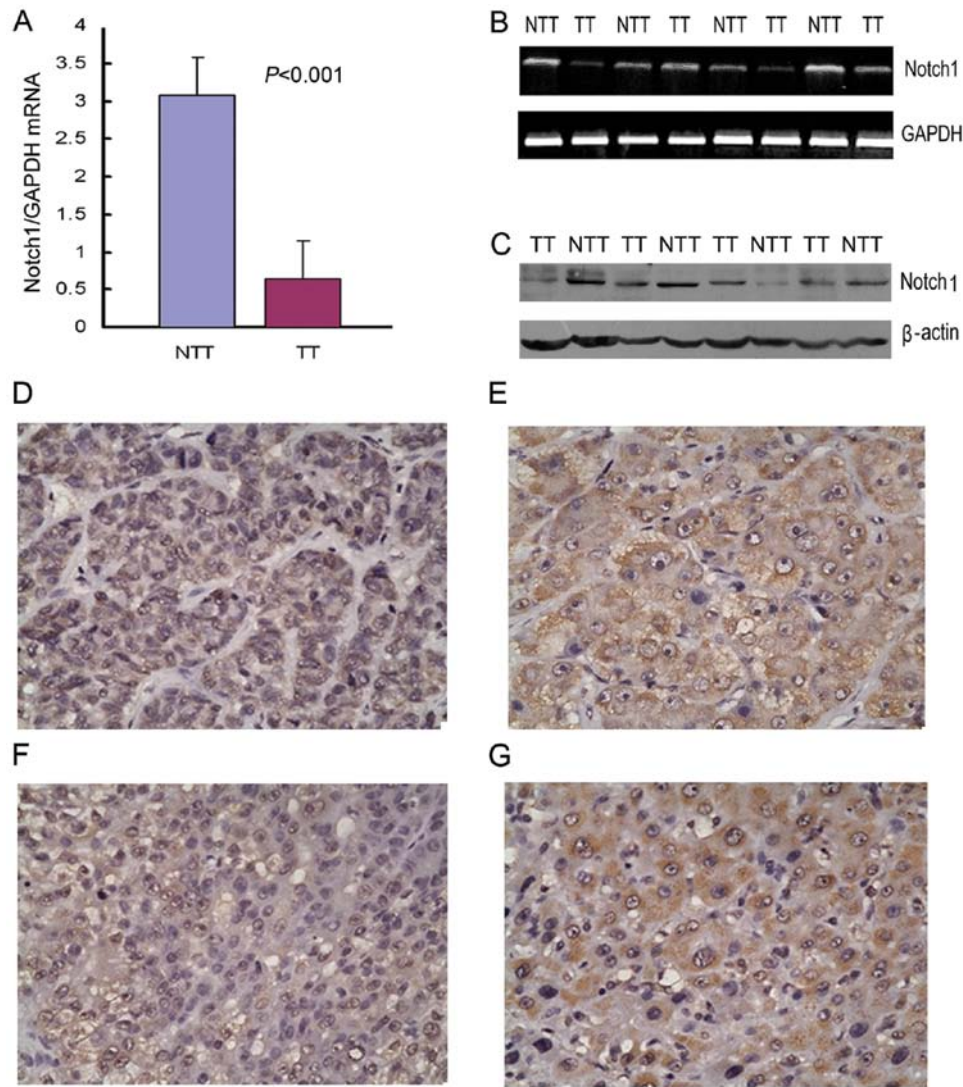 A
Notch1/GAPDH mRNA
4
3.5
3
2.5
2
1.5
1
0.5
0
P<0.001
NTT TT
B
NTT TT NTT TT NTT TT NTT TT
Notch1
GAPDH
C
TT NTT TT NTT TT NTT TT NTT
Notch1
β-actin
D
E
F
G